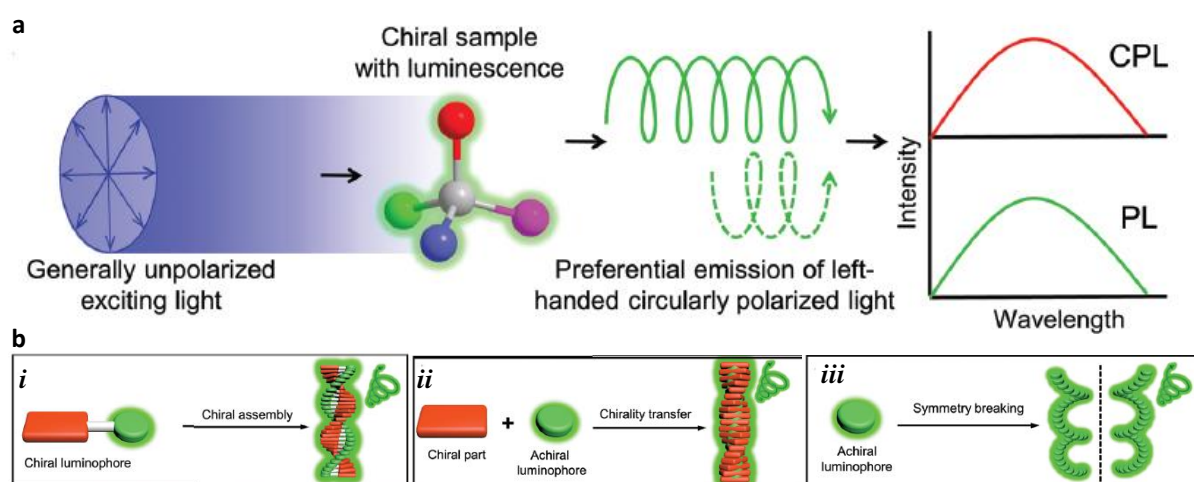 a
Chiral sample
with luminescence
Generally unpolarized
exciting light
Preferential emission of left-
handed circularly polarized light
CPL
Intensity
PL
Wavelength
b
i
Chiral luminophore
Chiral assembly
ii
Chiral part
+
Achiral
luminophore
Chirality transfer
iii
Achiral
luminophore
Symmetry breaking